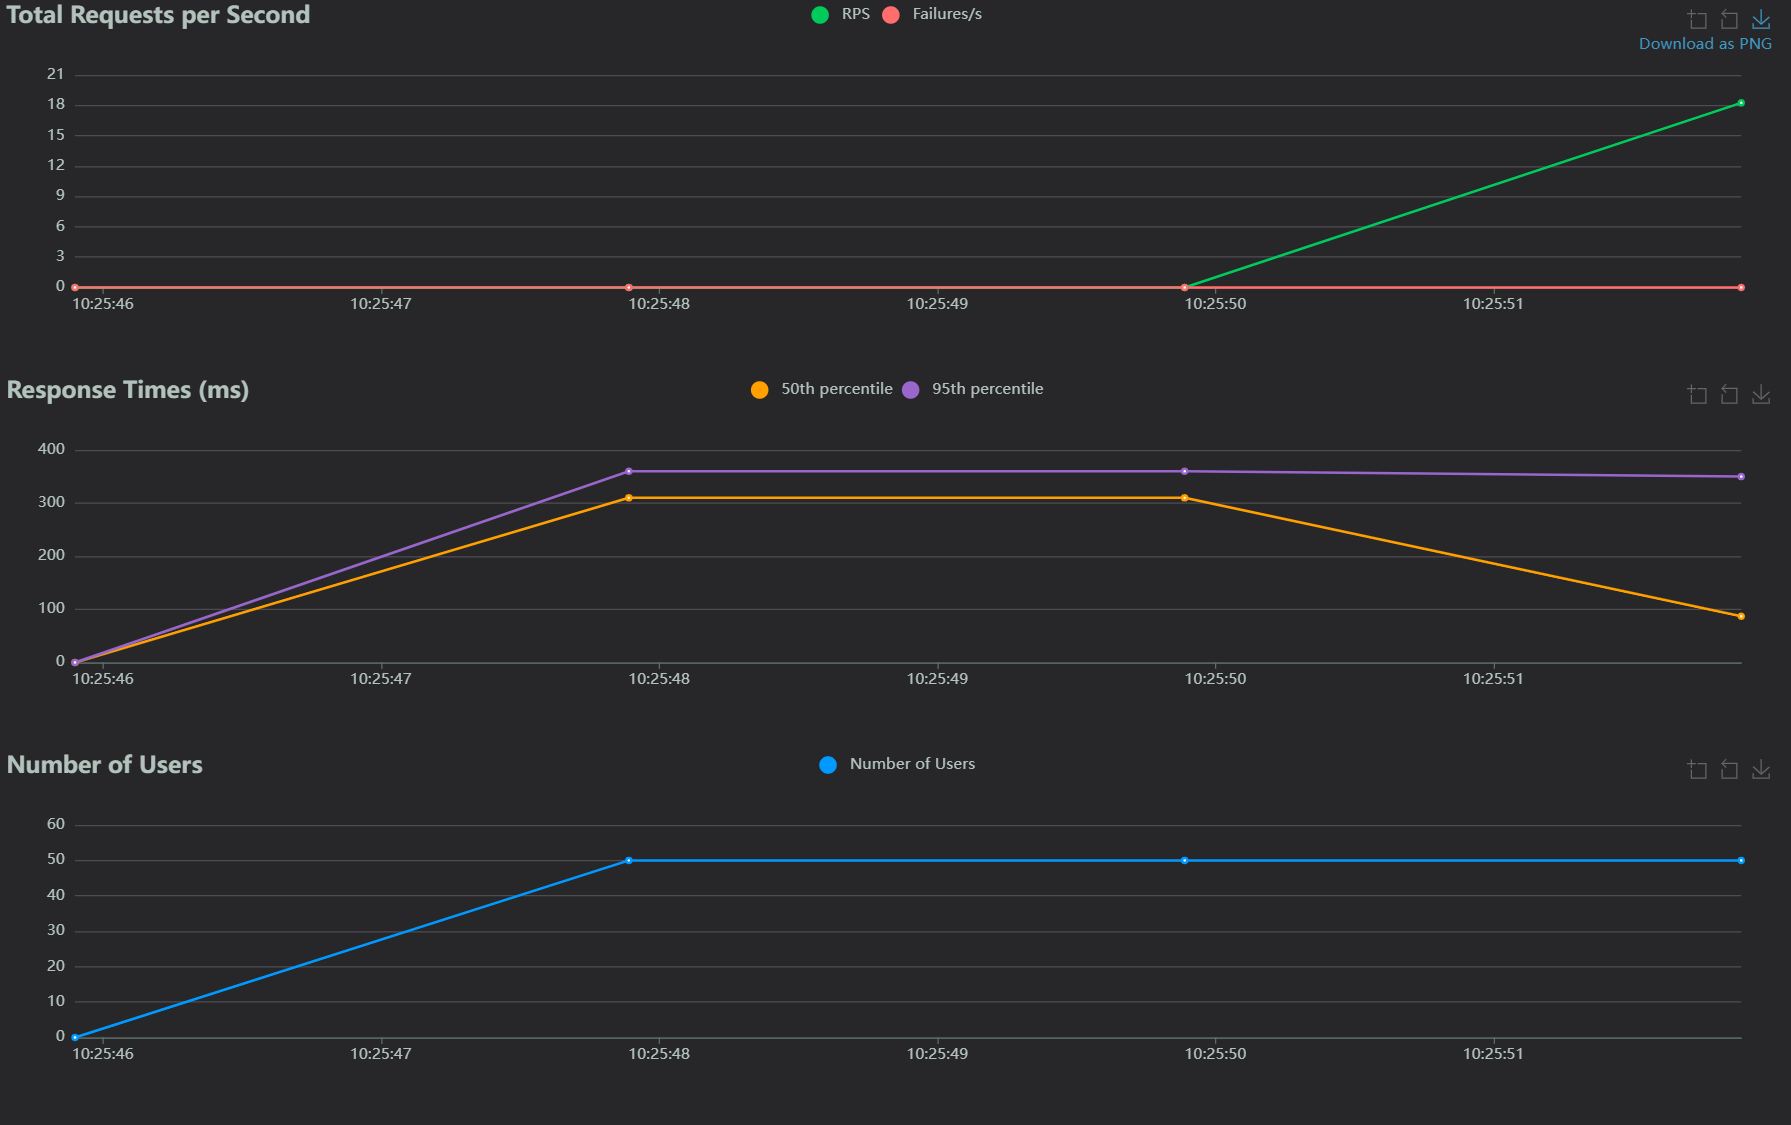 Total Requests per Second
RPS Failures/s
Download as PNG
21
18
15
12
9
6
3
0
10:25:46 10:25:47 10:25:48 10:25:49 10:25:50 10:25:51
Response Times (ms)
50th percentile 95th percentile
400
300
200
100
0
10:25:46 10:25:47 10:25:48 10:25:49 10:25:50 10:25:51
Number of Users
Number of Users
60
50
40
30
20
10
0
10:25:46 10:25:47 10:25:48 10:25:49 10:25:50 10:25:51